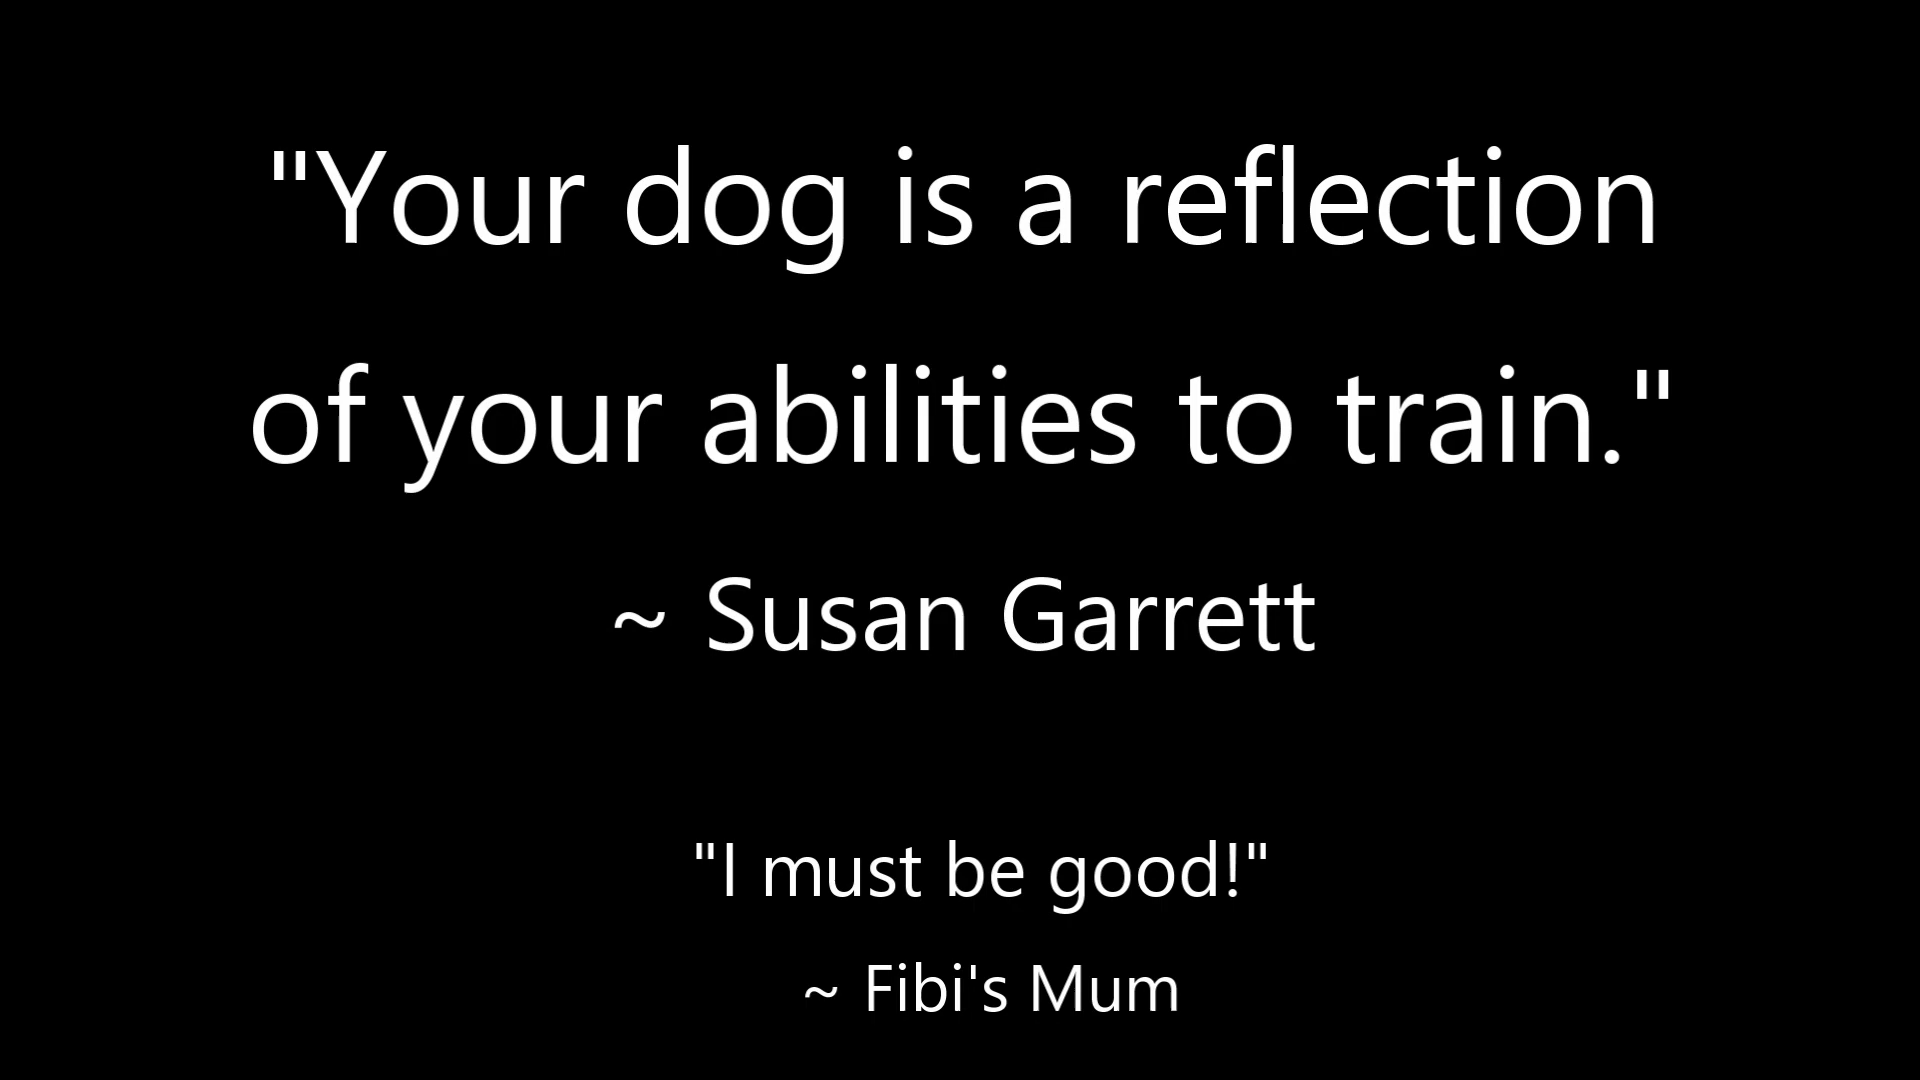 "Your dog is a reflection
of your abilities to train."
~ Susan Garrett
"I must be good!"
~ Fibi's Mum